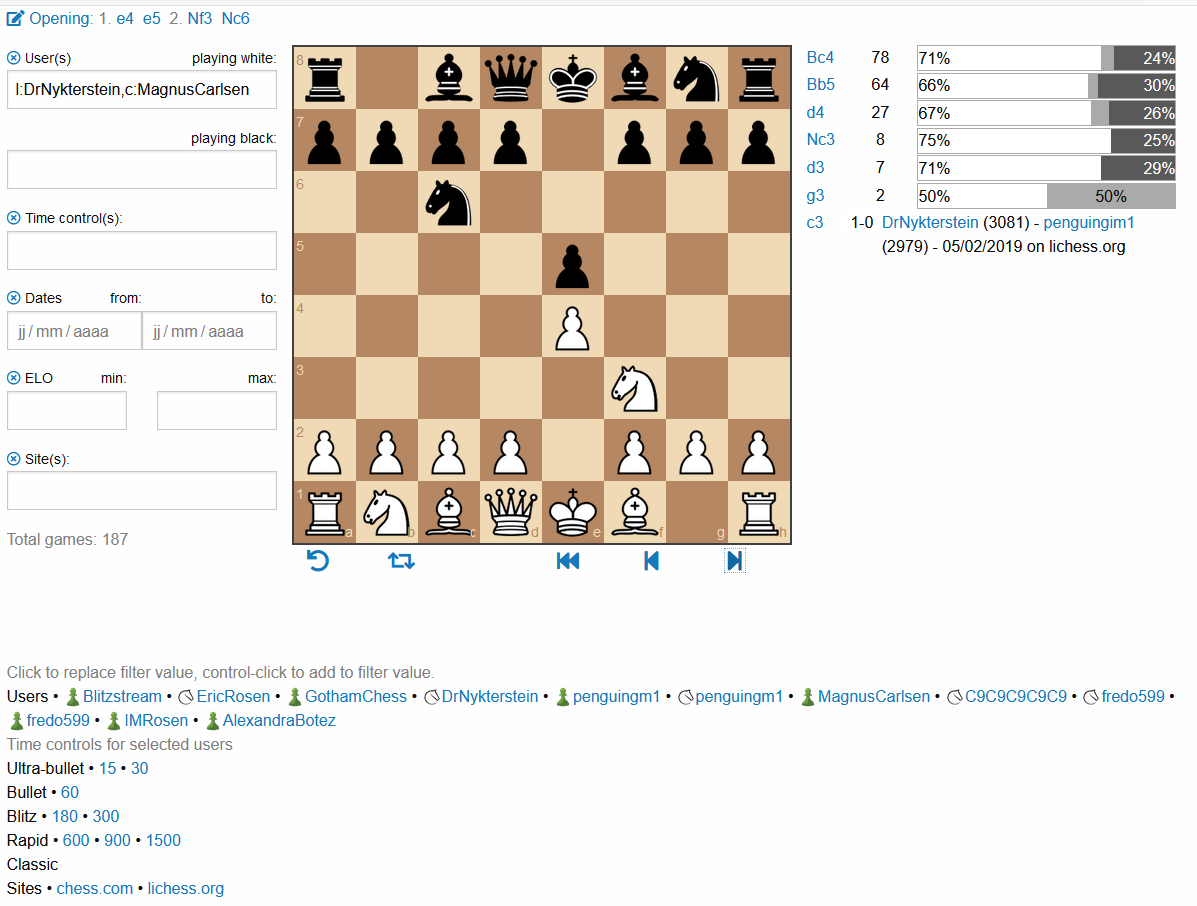 Opening: 1. e4 e5 2. Nf3 Nc6
User(s) playing white:
l:DrNykterstein,c:MagnusCarlsen
playing black:
Time control(s):
Dates from: to:
jj / mm / aaaa jj / mm / aaaa
ELO min: max:
Site(s):
Total games: 187
8
7
6
5
4
3
2
1
a b c d e f g h
Bc4 78 71% 24%
Bb5 64 66% 30%
d4 27 67% 26%
Nc3 8 75% 25%
d3 7 71% 29%
g3 2 50% 50%
c3 1-0 DrNykterstein (3081) - penguingim1
(2979) - 05/02/2019 on lichess.org
Click to replace filter value, control-click to add to filter value.
Users • Blitzstream • EricRosen • GothamChess • DrNykterstein • penguingm1 • penguingm1 • MagnusCarlsen • C9C9C9C9C9 • fredo599 •
fredo599 • IMRosen • AlexandraBotez
Time controls for selected users
Ultra-bullet • 15 • 30
Bullet • 60
Blitz • 180 • 300
Rapid • 600 • 900 • 1500
Classic
Sites • chess.com • lichess.org